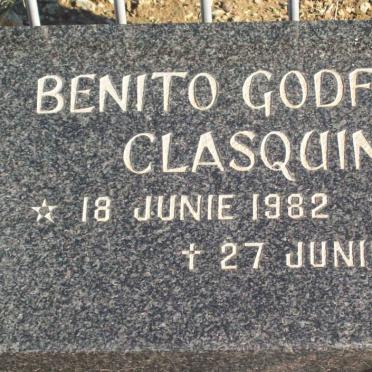 BENITO GODF
CLASQUIN
☆ 18 JUNIE 1982
✝ 27 JUNI